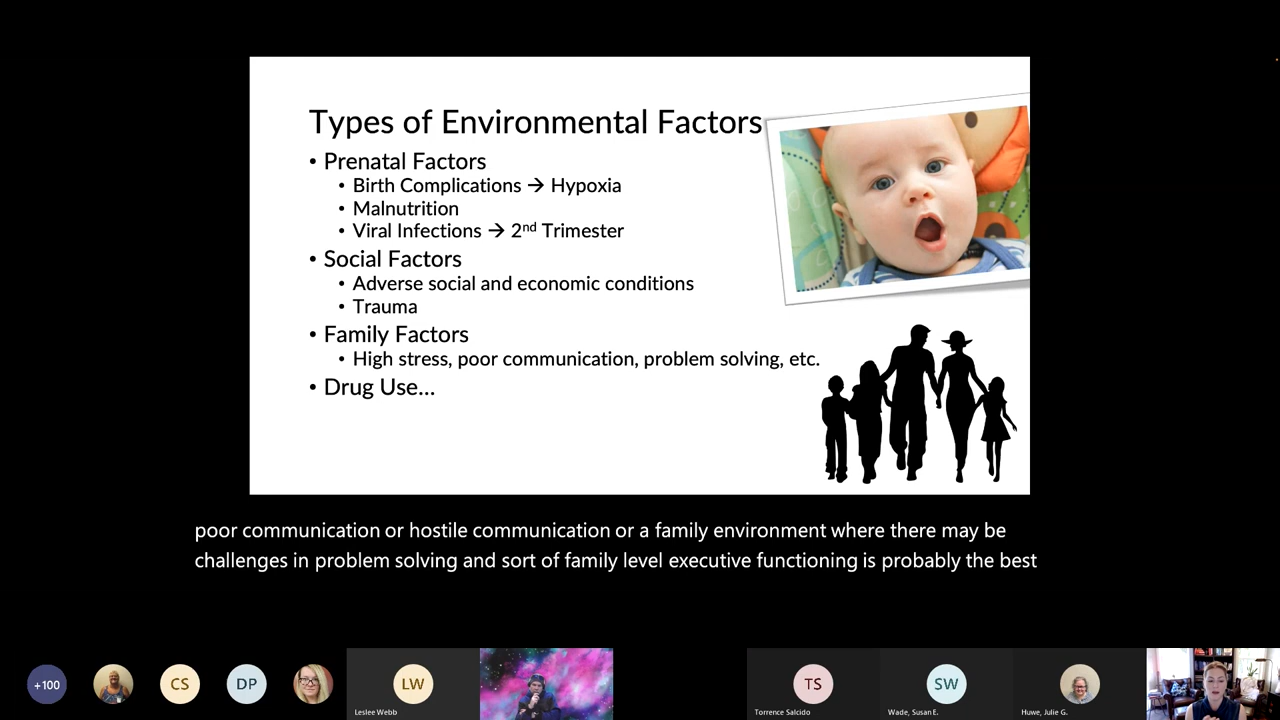 Types of Environmental Factors
• Prenatal Factors
• Birth Complications → Hypoxia
• Malnutrition
• Viral Infections → 2nd Trimester
• Social Factors
• Adverse social and economic conditions
• Trauma
• Family Factors
• High stress, poor communication, problem solving, etc.
• Drug Use...
poor communication or hostile communication or a family environment where there may be
challenges in problem solving and sort of family level executive functioning is probably the best
+100
CS
DP
LW
Leslee Webb
TS
Torrence Salcido
SW
Wade, Susan E.
Huwe, Julie G.